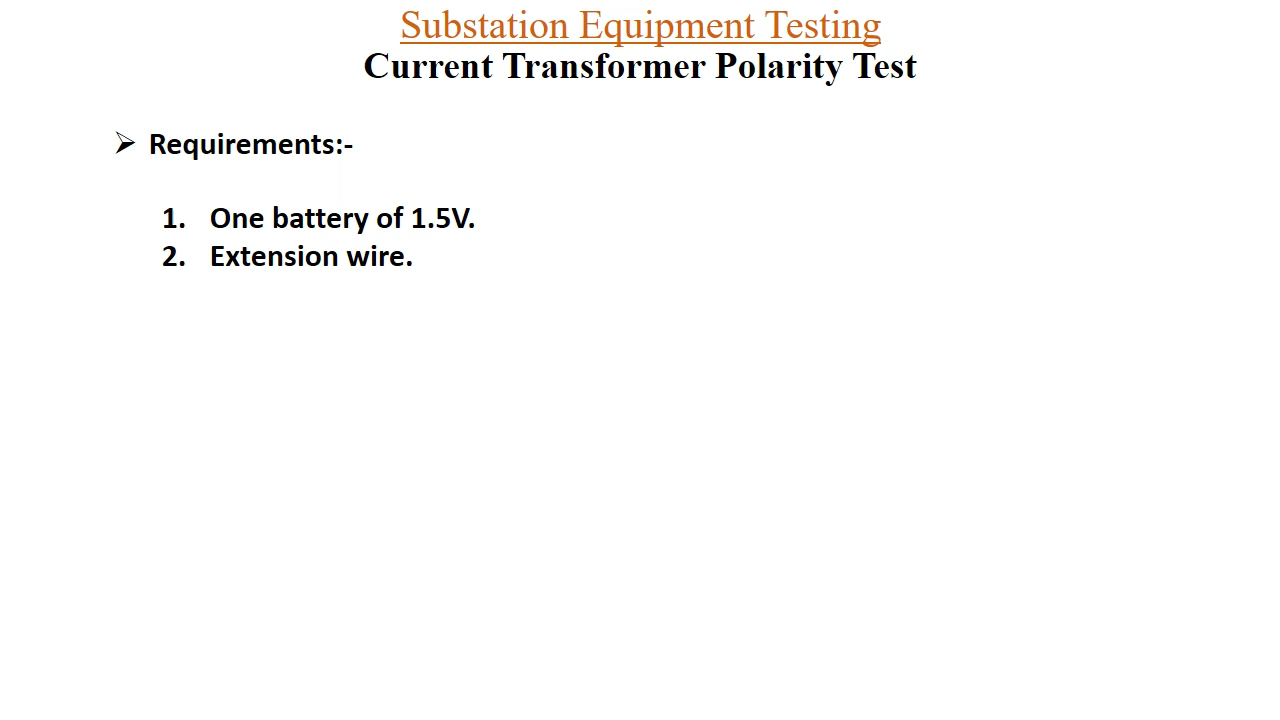 Substation Equipment Testing
Current Transformer Polarity Test
➢ Requirements:-
1. One battery of 1.5V.
2. Extension wire.